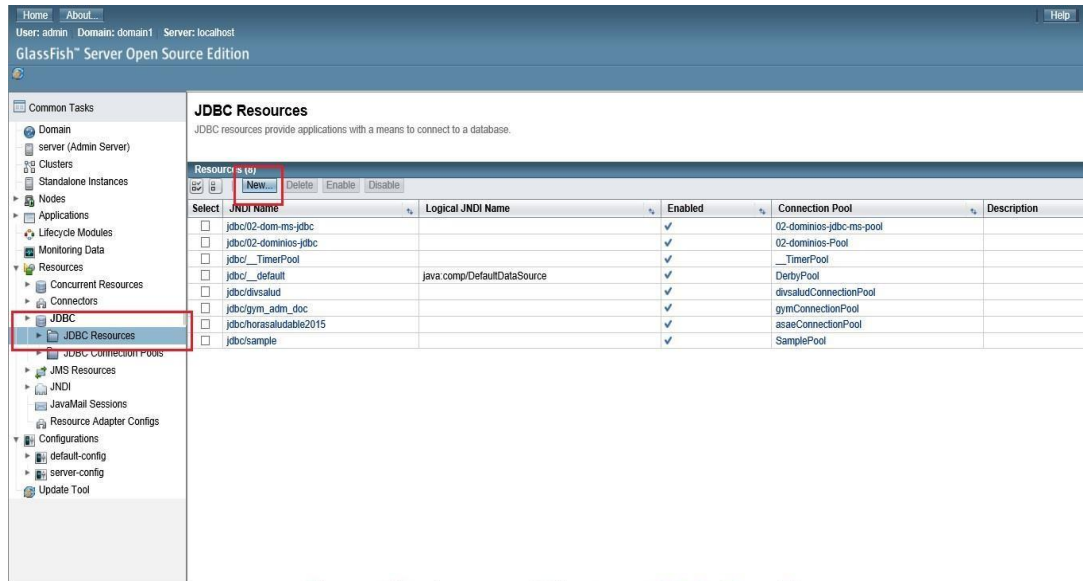 Home About... Help
User: admin Domain: domain1 Server: localhost
GlassFish™ Server Open Source Edition
Common Tasks
Domain
server (Admin Server)
Clusters
Standalone Instances
Nodes
Applications
Lifecycle Modules
Monitoring Data
Resources
Concurrent Resources
Connectors
JDBC
JDBC Resources
JDBC Connection Pools
JMS Resources
JNDI
JavaMail Sessions
Resource Adapter Configs
Configurations
default-config
server-config
Update Tool
JDBC Resources
JDBC resources provide applications with a means to connect to a database.
Resources (8)
New... Delete Enable Disable
Select JNDI Name Logical JNDI Name Enabled Connection Pool Description
jdbc/02-dom-ms-jdbc 02-dominios-jdbc-ms-pool
jdbc/02-dominios-jdbc 02-dominios-Pool
jdbc/__TimerPool __TimerPool
jdbc/__default java:comp/DefaultDataSource DerbyPool
jdbc/divsalud divsaludConnectionPool
jdbc/gym_adm_doc gymConnectionPool
jdbc/horasaludable2015 asaeConnectionPool
jdbc/sample SamplePool